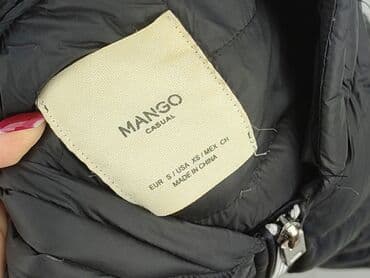 MANGO
CASUAL
EUR S / USA XS / MEX CH
MADE IN CHINA